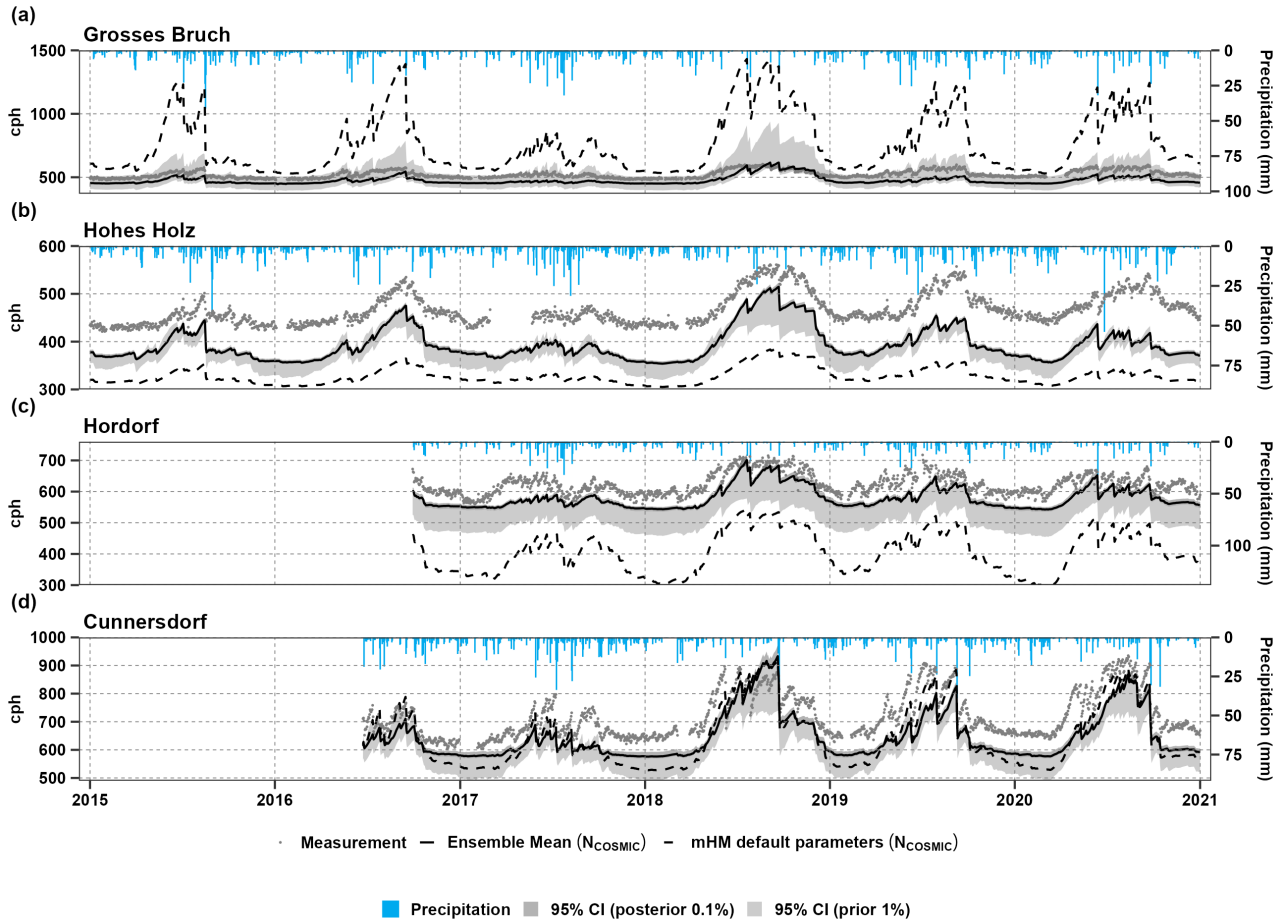 (a)
Grosses Bruch
1500
1000
500
cph
0
25
50
75
100
Precipitation (mm)
(b)
Hohes Holz
600
500
400
300
cph
0
25
50
75
Precipitation (mm)
(c)
Hordorf
700
600
500
400
300
cph
0
50
100
Precipitation (mm)
(d)
Cunnersdorf
1000
900
800
700
600
500
cph
0
25
50
75
Precipitation (mm)
2015 2016 2017 2018 2019 2020 2021
Measurement Ensemble Mean (NCOSMIC) mHM default parameters (NCOSMIC)
Precipitation 95% CI (posterior 0.1%) 95% CI (prior 1%)